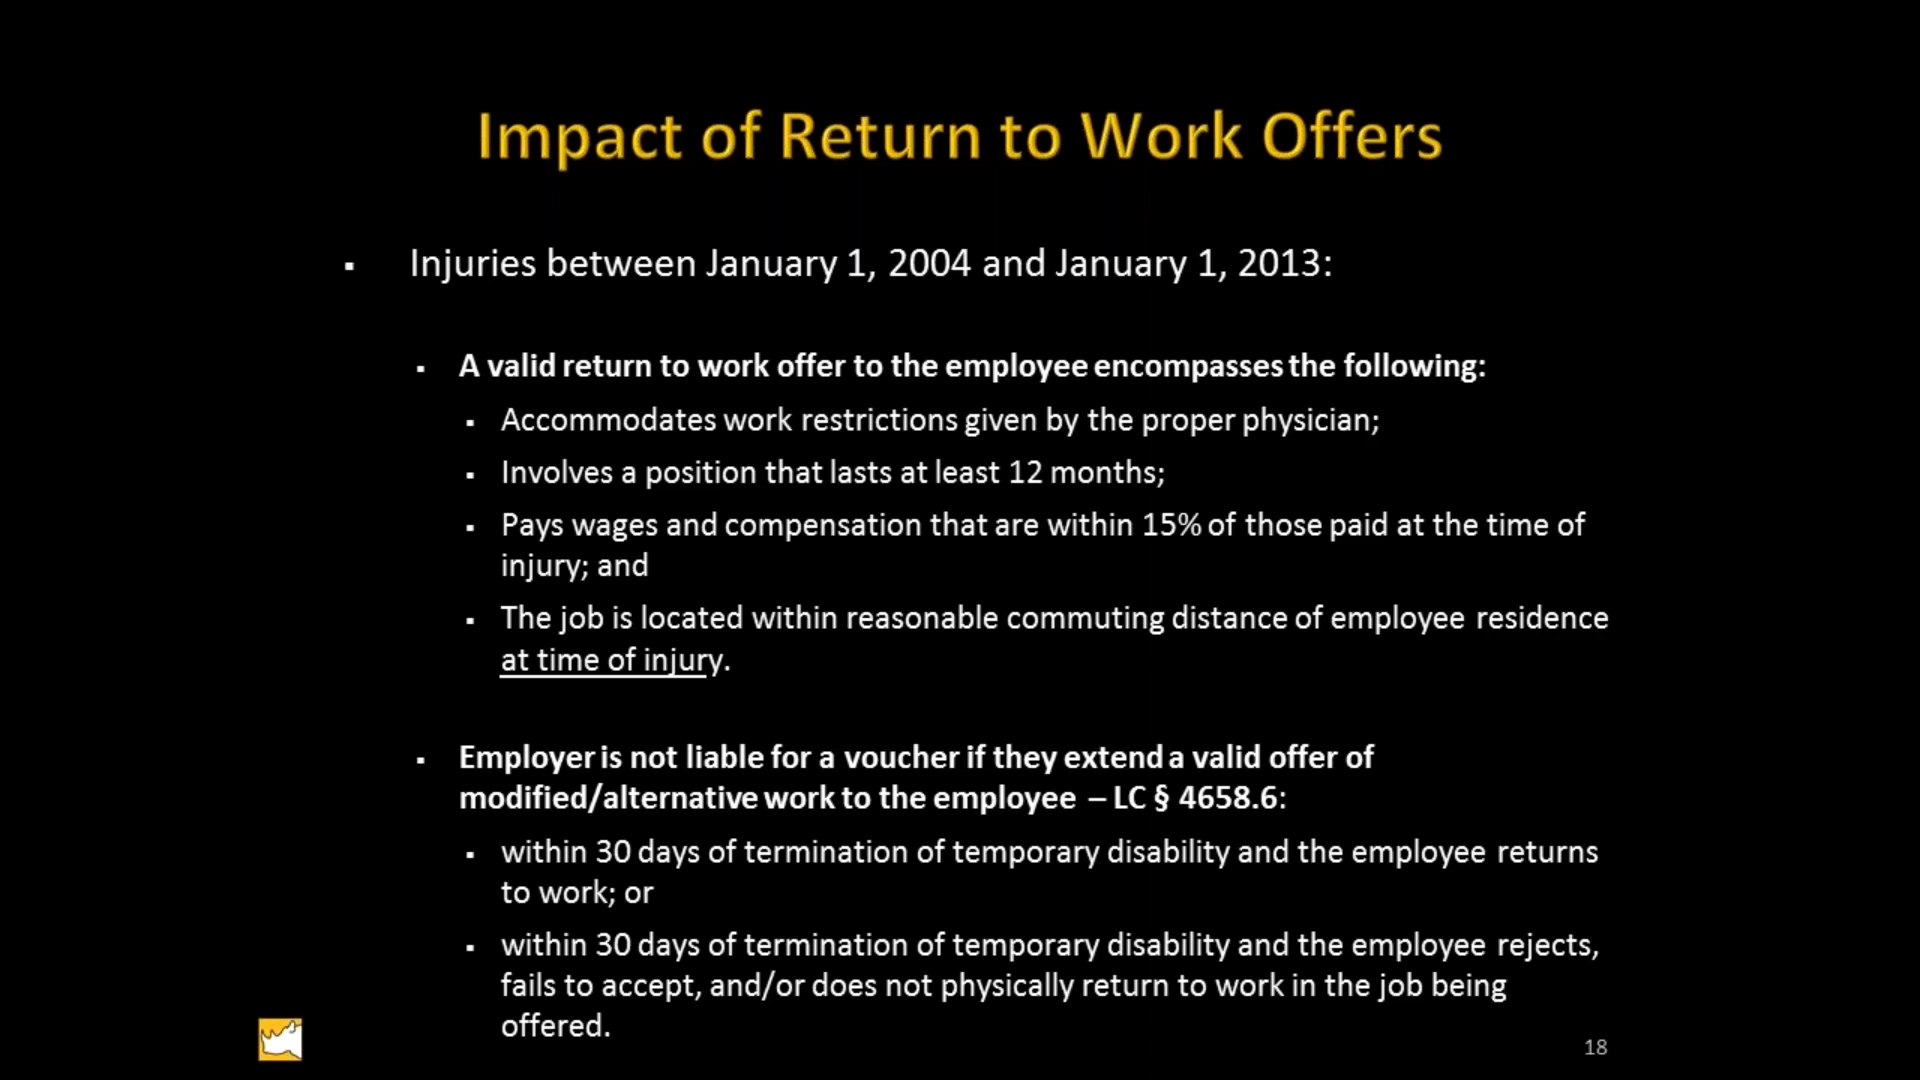 Impact of Return to Work Offers
▪ Injuries between January 1, 2004 and January 1, 2013:
▪ A valid return to work offer to the employee encompasses the following:
▪ Accommodates work restrictions given by the proper physician;
▪ Involves a position that lasts at least 12 months;
▪ Pays wages and compensation that are within 15% of those paid at the time of
injury; and
▪ The job is located within reasonable commuting distance of employee residence
at time of injury.
▪ Employer is not liable for a voucher if they extend a valid offer of
modified/alternative work to the employee – LC § 4658.6:
▪ within 30 days of termination of temporary disability and the employee returns
to work; or
▪ within 30 days of termination of temporary disability and the employee rejects,
fails to accept, and/or does not physically return to work in the job being
offered.
18